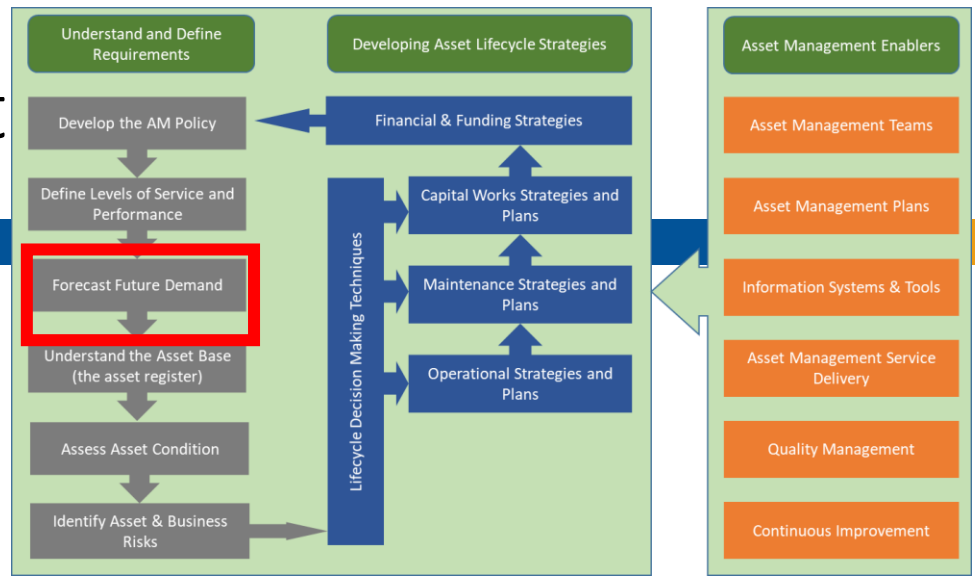 Understand and Define
Requirements
Developing Asset Lifecycle Strategies
Asset Management Enablers
t
Develop the AM Policy
Financial & Funding Strategies
Asset Management Teams
Define Levels of Service and
Performance
Capital Works Strategies and
Plans
Asset Management Plans
Forecast Future Demand
Maintenance Strategies and
Plans
Information Systems & Tools
Understand the Asset Base
(the asset register)
Operational Strategies and
Plans
Asset Management Service
Delivery
Lifecycle Decision Making Techniques
Assess Asset Condition
Quality Management
Identify Asset & Business
Risks
Continuous Improvement